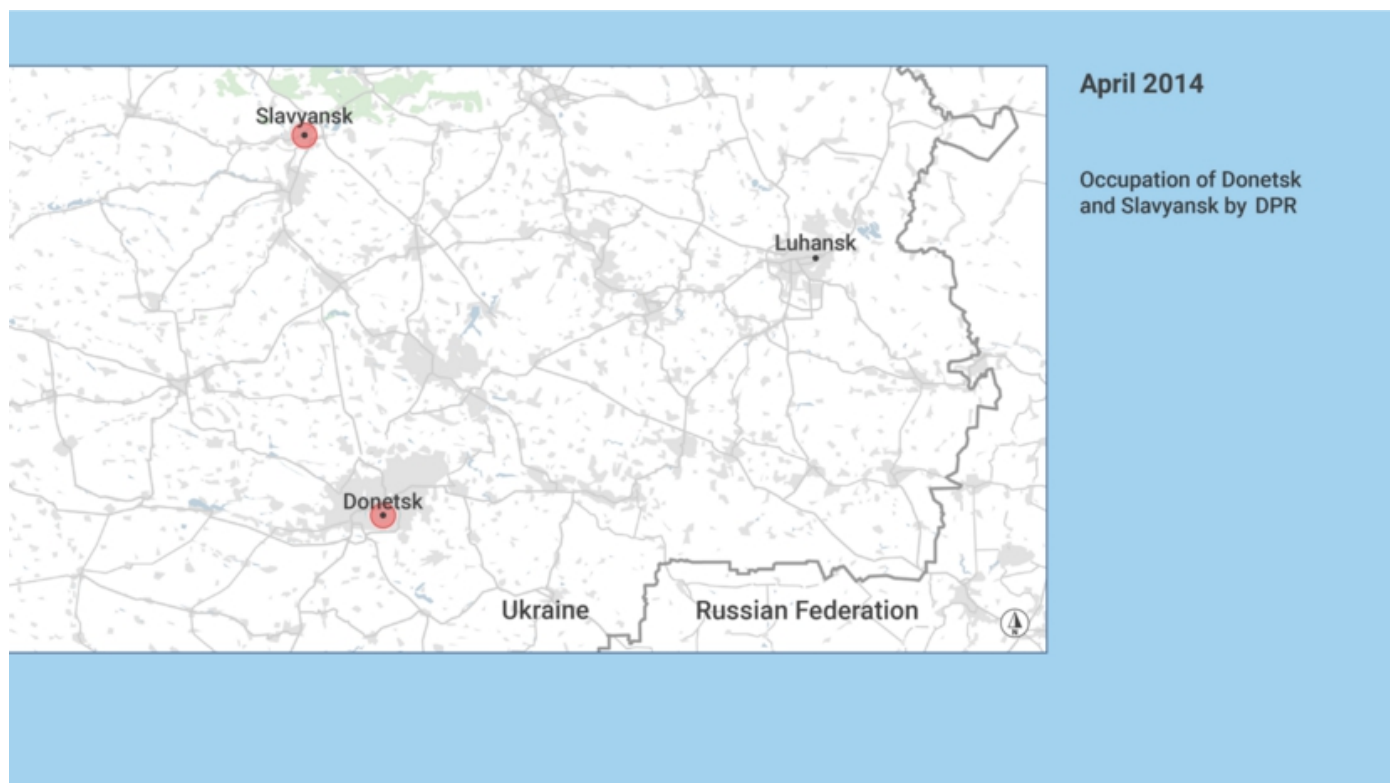 April 2014
Occupation of Donetsk
and Slavyansk by DPR
Slavyansk
Luhansk
Donetsk
Ukraine
Russian Federation
N